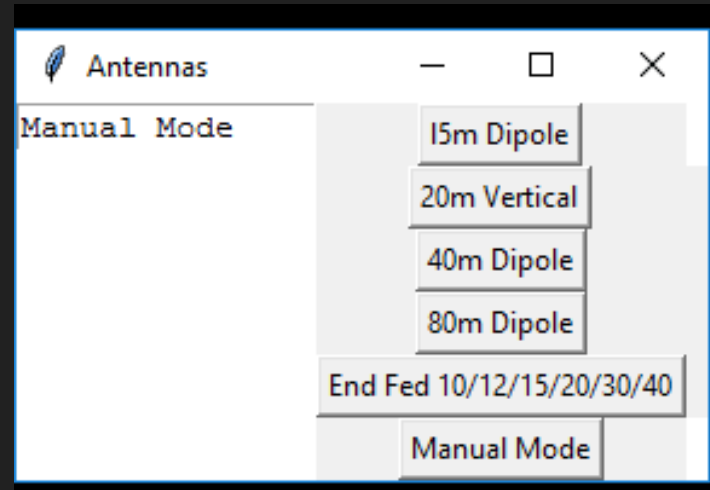 Antennas
Manual Mode
l5m Dipole
20m Vertical
40m Dipole
80m Dipole
End Fed 10/12/15/20/30/40
Manual Mode